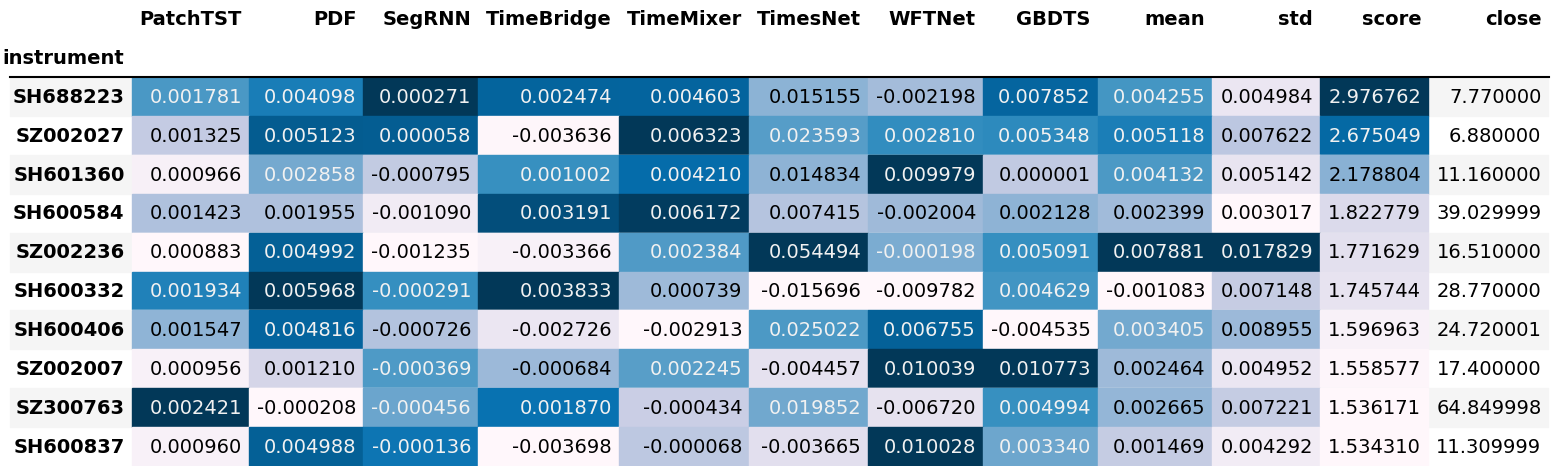 PatchTST PDF SegRNN TimeBridge TimeMixer TimesNet WFTNet GBDTS mean std score close
instrument
SH688223 0.001781 0.004098 0.000271 0.002474 0.004603 0.015155 -0.002198 0.007852 0.004255 0.004984 2.976762 7.770000
SZ002027 0.001325 0.005123 0.000058 -0.003636 0.006323 0.023593 0.002810 0.005348 0.005118 0.007622 2.675049 6.880000
SH601360 0.000966 0.002858 -0.000795 0.001002 0.004210 0.014834 0.009979 0.000001 0.004132 0.005142 2.178804 11.160000
SH600584 0.001423 0.001955 -0.001090 0.003191 0.006172 0.007415 -0.002004 0.002128 0.002399 0.003017 1.822779 39.029999
SZ002236 0.000883 0.004992 -0.001235 -0.003366 0.002384 0.054494 -0.000198 0.005091 0.007881 0.017829 1.771629 16.510000
SH600332 0.001934 0.005968 -0.000291 0.003833 0.000739 -0.015696 -0.009782 0.004629 -0.001083 0.007148 1.745744 28.770000
SH600406 0.001547 0.004816 -0.000726 -0.002726 -0.002913 0.025022 0.006755 -0.004535 0.003405 0.008955 1.596963 24.720001
SZ002007 0.000956 0.001210 -0.000369 -0.000684 0.002245 -0.004457 0.010039 0.010773 0.002464 0.004952 1.558577 17.400000
SZ300763 0.002421 -0.000208 -0.000456 0.001870 -0.000434 0.019852 -0.006720 0.004994 0.002665 0.007221 1.536171 64.849998
SH600837 0.000960 0.004988 -0.000136 -0.003698 -0.000068 -0.003665 0.010028 0.003340 0.001469 0.004292 1.534310 11.309999